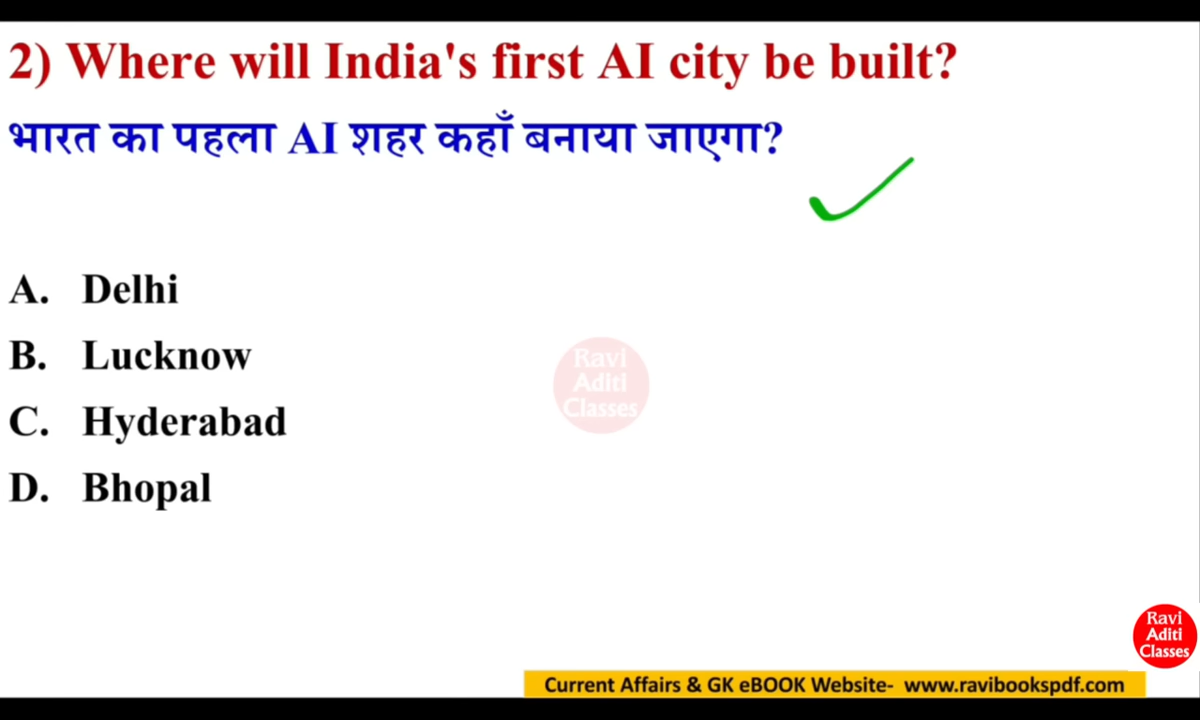 2) Where will India's first AI city be built?
भारत का पहला AI शहर कहाँ बनाया जाएगा?
A. Delhi
B. Lucknow
C. Hyderabad
D. Bhopal
Ravi
Aditi
Classes
Ravi
Aditi
Classes
Current Affairs & GK eBOOK Website- www.ravibookspdf.com